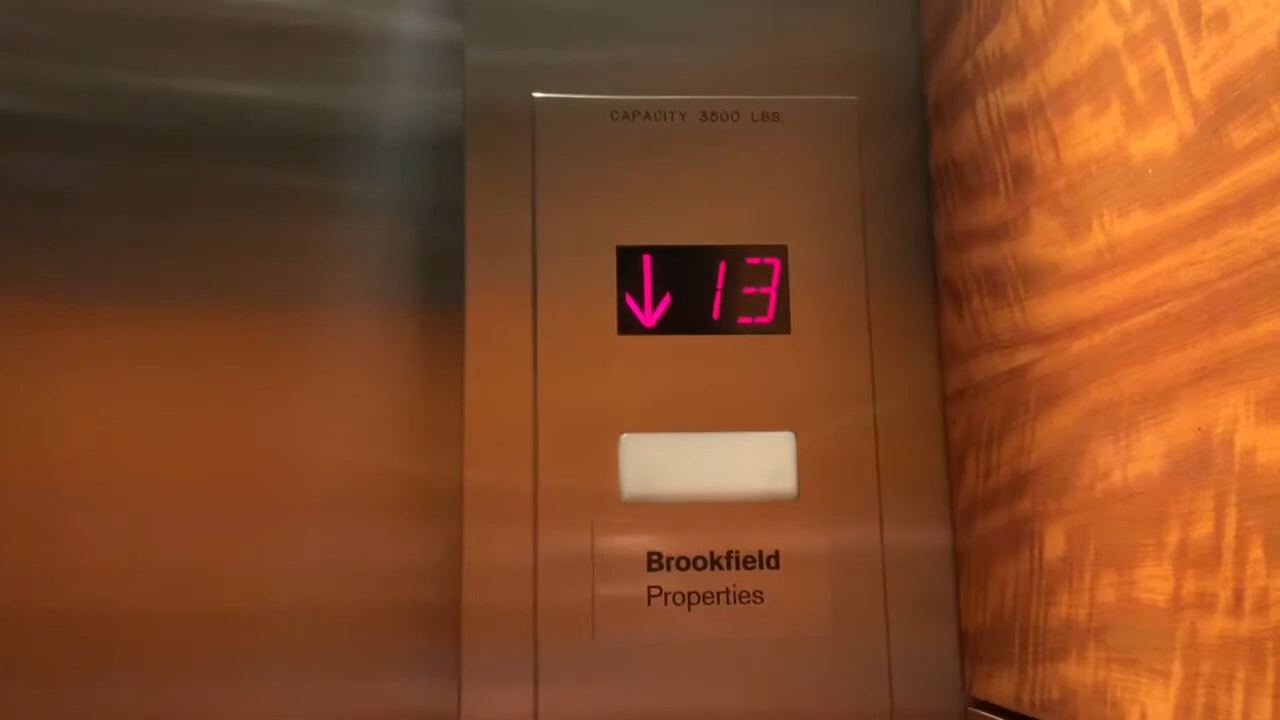 CAPACITY 3500 LBS.
↓ 13
Brookfield
Properties